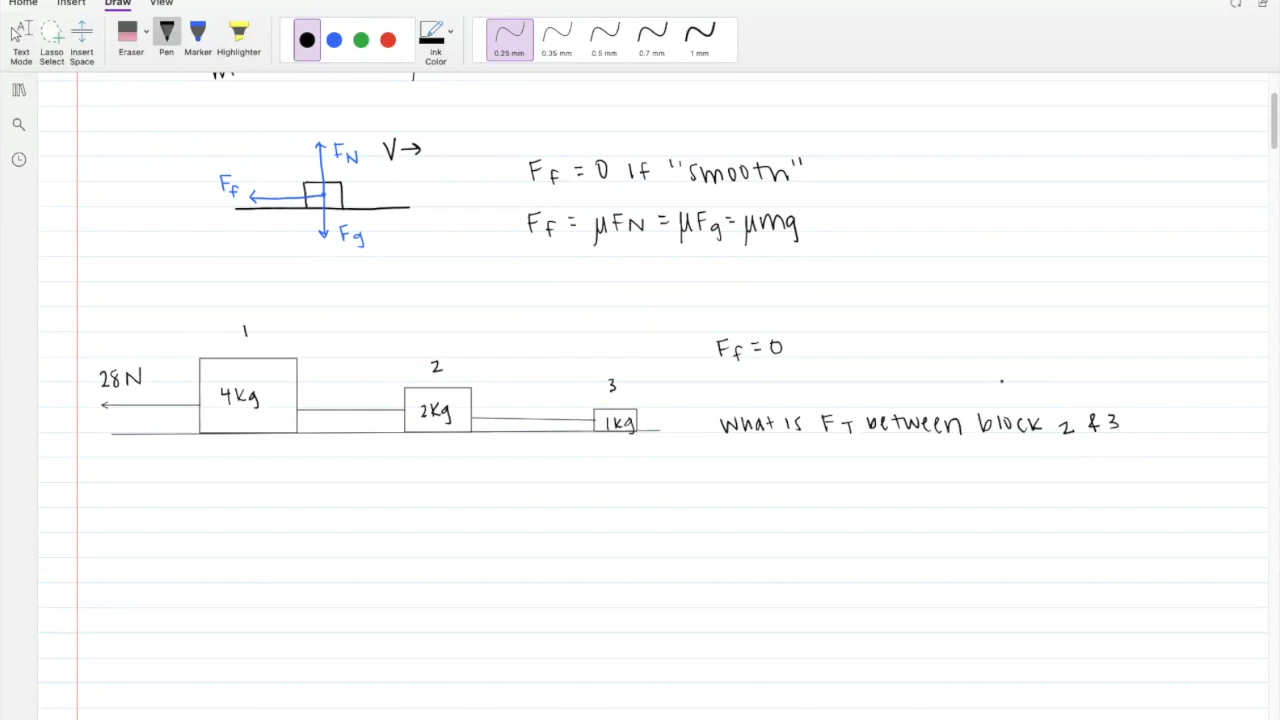 Home Insert Draw View
Text Mode Lasso Select Insert Space Eraser Pen Marker Highlighter Ink Color 0.25 mm 0.35 mm 0.5 mm 0.7 mm 1 mm
FN V→
Ff
Fg
Ff = 0 if "smooth"
Ff = μFN = μFg = μmg
1
2
3
28N
4Kg
2Kg
1Kg
Ff = 0
What is FT between block 2 & 3